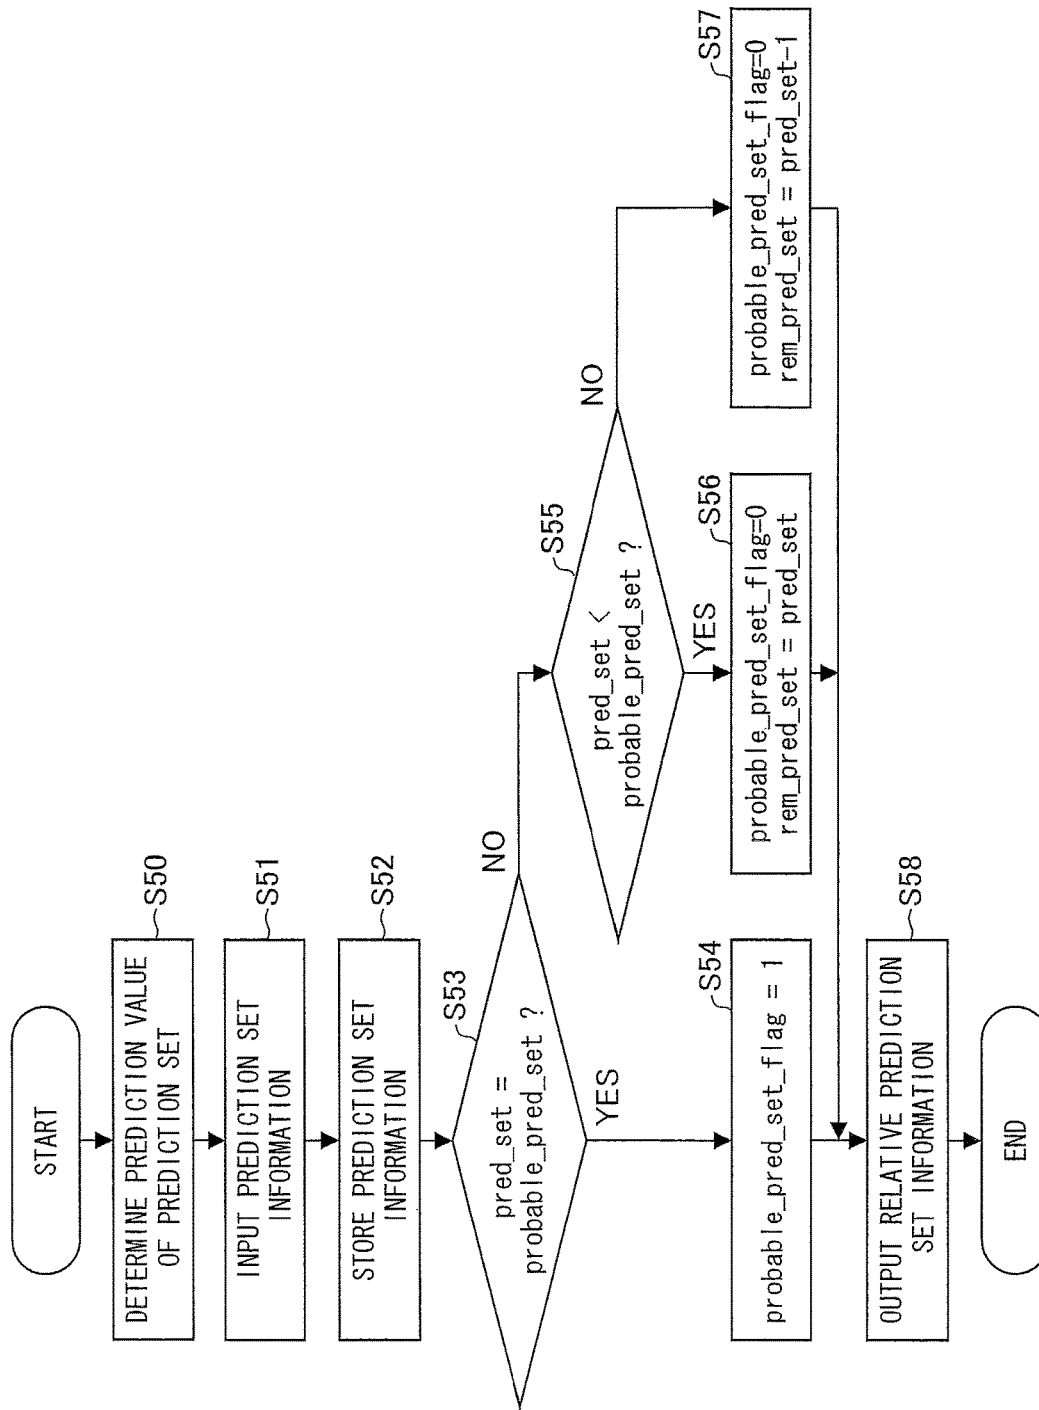 START
DETERMINE PREDICTION VALUE
OF PREDICTION SET
S50
INPUT PREDICTION SET
INFORMATION
S51
STORE PREDICTION SET
INFORMATION
S52
pred_set =
probable_pred_set ?
S53
NO
YES
pred_set <
probable_pred_set ?
S55
NO
YES
probable_pred_set_flag = 1
S54
probable_pred_set_flag=0
rem_pred_set = pred_set
S56
probable_pred_set_flag=0
rem_pred_set = pred_set-1
S57
OUTPUT RELATIVE PREDICTION
SET INFORMATION
S58
END